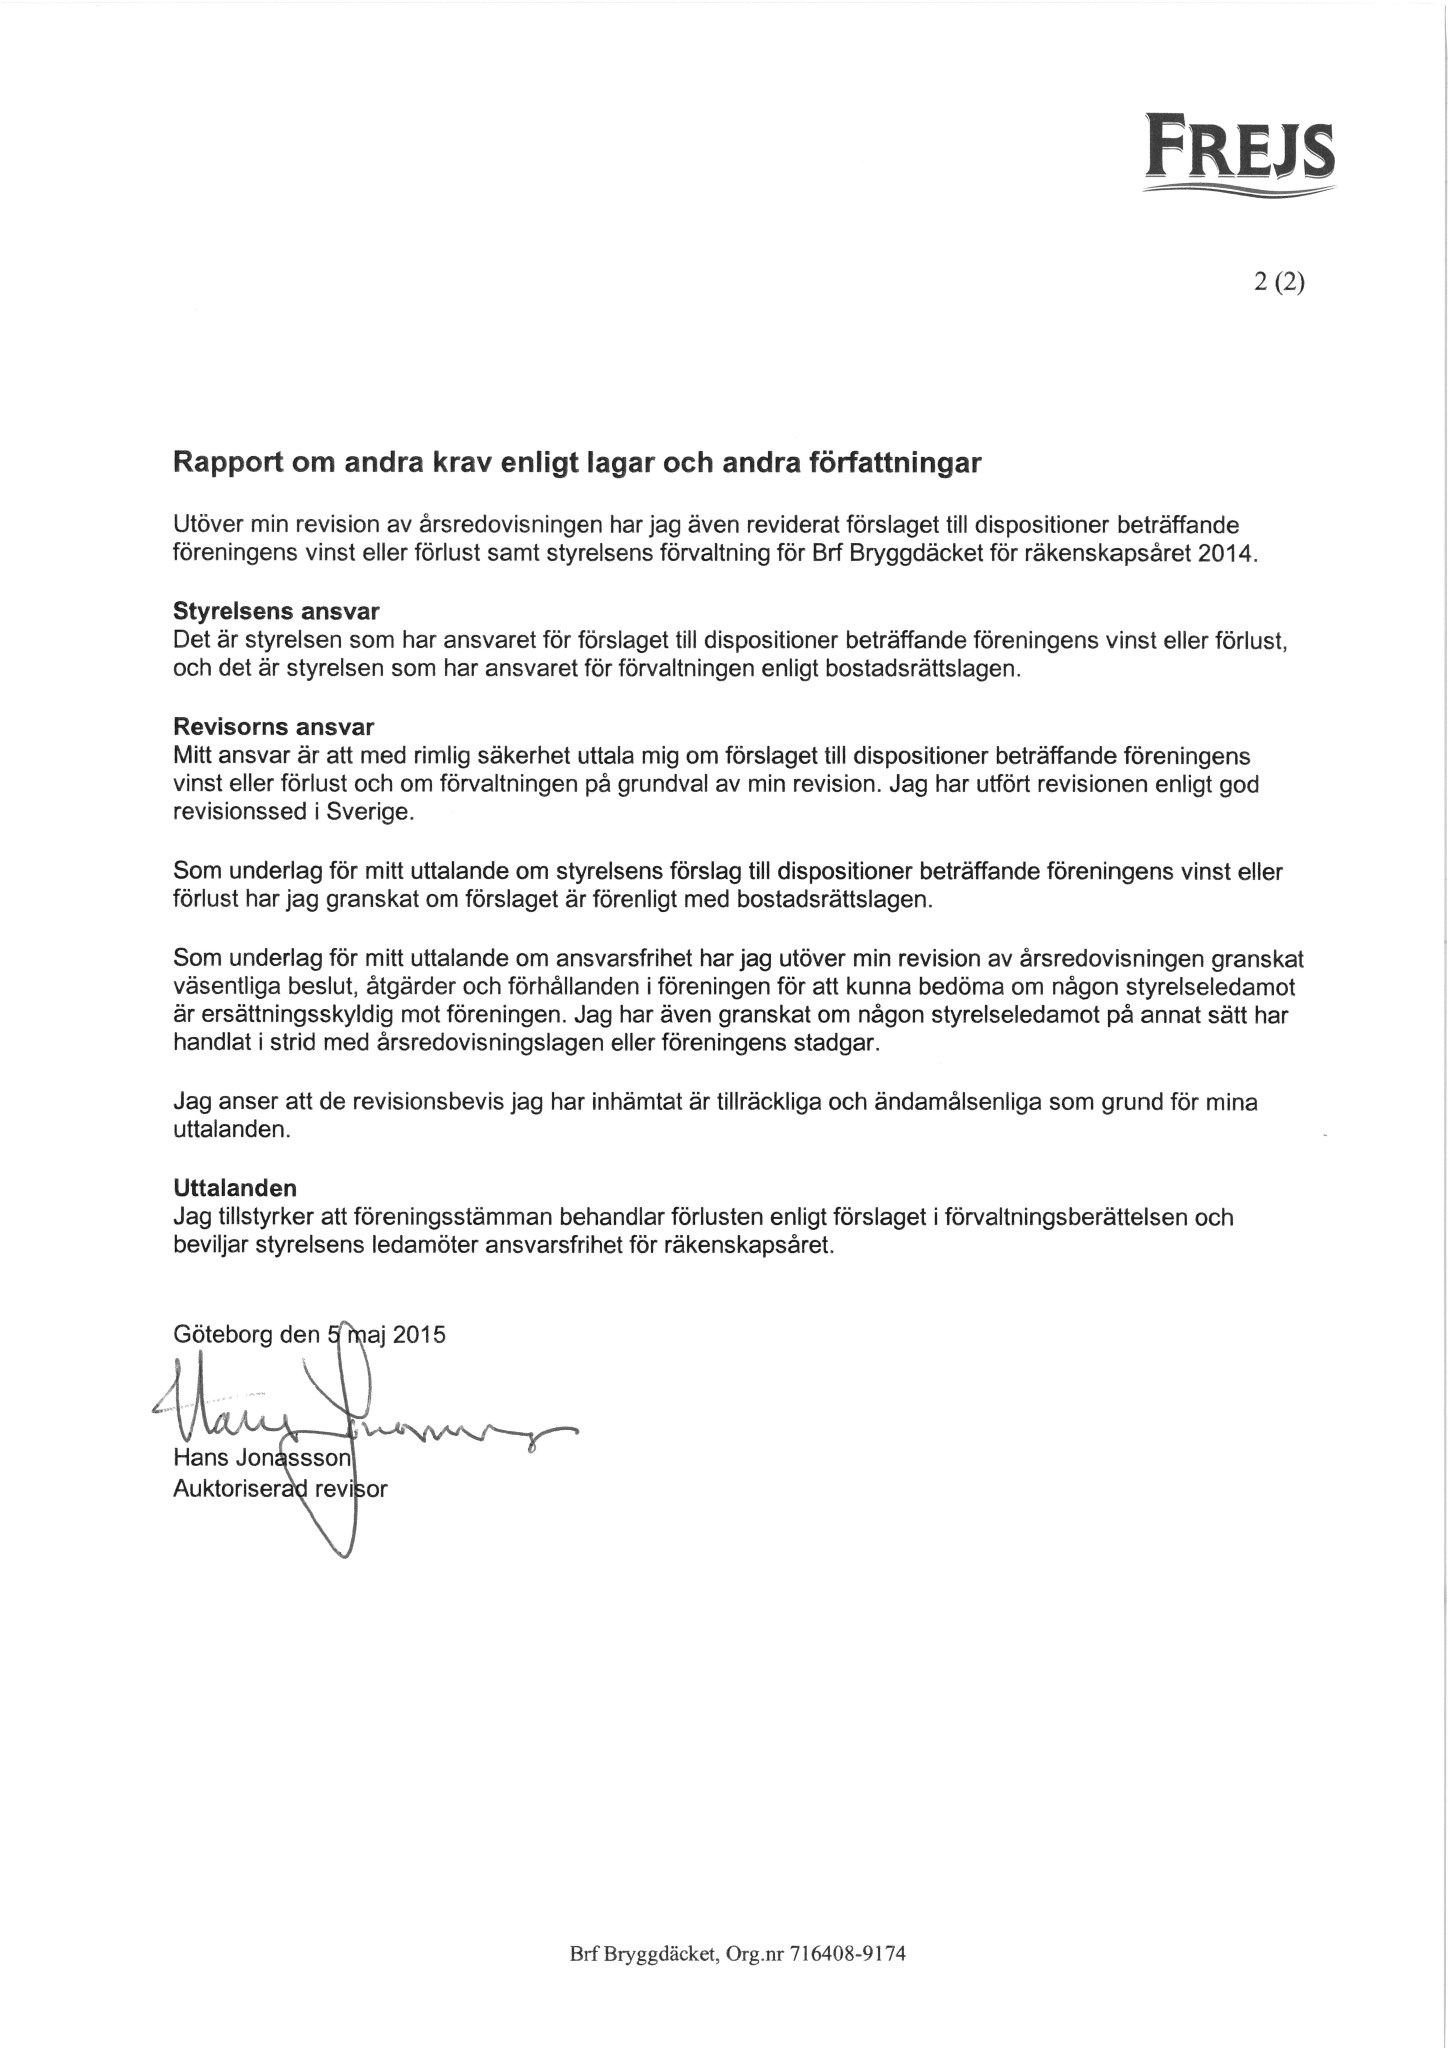 FREJS
2 (2)
Rapport om andra krav enligt lagar och andra författningar
Utöver min revision av årsredovisningen har jag även reviderat förslaget till dispositioner beträffande
föreningens vinst eller förlust samt styrelsens förvaltning för Brf Bryggdäcket för räkenskapsåret 2014.
Styrelsens ansvar
Det är styrelsen som har ansvaret för förslaget till dispositioner beträffande föreningens vinst eller förlust,
och det är styrelsen som har ansvaret för förvaltningen enligt bostadsrättslagen.
Revisorns ansvar
Mitt ansvar är att med rimlig säkerhet uttala mig om förslaget till dispositioner beträffande föreningens
vinst eller förlust och om förvaltningen på grundval av min revision. Jag har utfört revisionen enligt god
revisionssed i Sverige.
Som underlag för mitt uttalande om styrelsens förslag till dispositioner beträffande föreningens vinst eller
förlust har jag granskat om förslaget är förenligt med bostadsrättslagen.
Som underlag för mitt uttalande om ansvarsfrihet har jag utöver min revision av årsredovisningen granskat
väsentliga beslut, åtgärder och förhållanden i föreningen för att kunna bedöma om någon styrelseledamot
är ersättningsskyldig mot föreningen. Jag har även granskat om någon styrelseledamot på annat sätt har
handlat i strid med årsredovisningslagen eller föreningens stadgar.
Jag anser att de revisionsbevis jag har inhämtat är tillräckliga och ändamålsenliga som grund för mina
uttalanden.
Uttalanden
Jag tillstyrker att föreningsstämman behandlar förlusten enligt förslaget i förvaltningsberättelsen och
beviljar styrelsens ledamöter ansvarsfrihet för räkenskapsåret.
Göteborg den 5 maj 2015
Hans Jonassson
Auktoriserad revisor
Brf Bryggdäcket, Org.nr 716408-9174